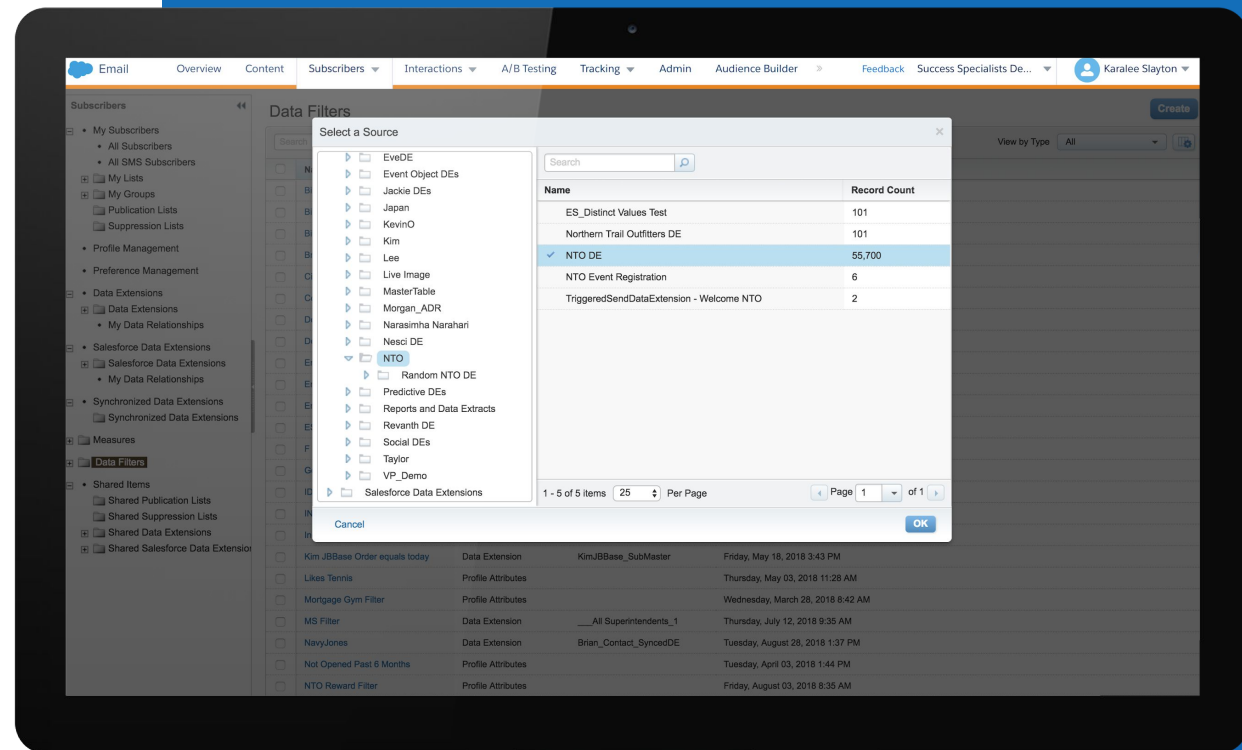 Email Overview Content Subscribers Interactions A/B Testing Tracking Admin Audience Builder » Feedback Success Specialists De... Karalee Slayton
Subscribers
My Subscribers
All Subscribers
All SMS Subscribers
My Lists
My Groups
Publication Lists
Suppression Lists
Profile Management
Preference Management
Data Extensions
Data Extensions
My Data Relationships
Salesforce Data Extensions
Salesforce Data Extensions
My Data Relationships
Synchronized Data Extensions
Synchronized Data Extensions
Measures
Data Filters
Shared Items
Shared Publication Lists
Shared Suppression Lists
Shared Data Extensions
Shared Salesforce Data Extension
Data Filters
Create
View by Type All
Select a Source
EveDE
Event Object DEs
Jackie DEs
Japan
KevinO
Kim
Lee
Live Image
MasterTable
Morgan_ADR
Narasimha Narahari
Nesci DE
NTO
Random NTO DE
Predictive DEs
Reports and Data Extracts
Revanth DE
Social DEs
Taylor
VP_Demo
Salesforce Data Extensions
Search
Name Record Count
ES_Distinct Values Test 101
Northern Trail Outfitters DE 101
NTO DE 55,700
NTO Event Registration 6
TriggeredSendDataExtension - Welcome NTO 2
1 - 5 of 5 items 25 Per Page Page 1 of 1
Cancel OK
Kim JBBase Order equals today Data Extension KimJBBase_SubMaster Friday, May 18, 2018 3:43 PM
Likes Tennis Profile Attributes Thursday, May 03, 2018 11:28 AM
Mortgage Gym Filter Profile Attributes Wednesday, March 28, 2018 8:42 AM
MS Filter Data Extension ___All Superintendents_1 Thursday, July 12, 2018 9:35 AM
NavyJones Data Extension Brian_Contact_SyncedDE Tuesday, August 28, 2018 1:37 PM
Not Opened Past 6 Months Profile Attributes Tuesday, April 03, 2018 1:44 PM
NTO Reward Filter Profile Attributes Friday, August 03, 2018 8:35 AM